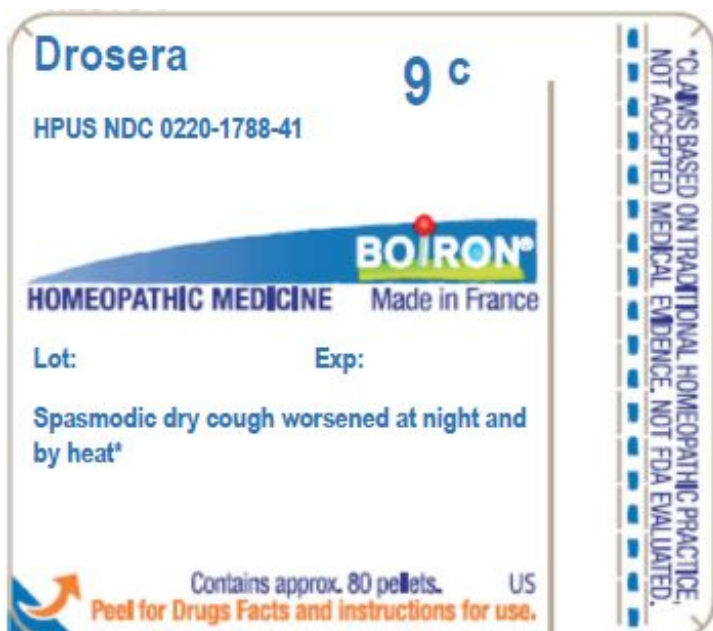 Drosera
9 C
HPUS NDC 0220-1788-41
BOIRON®
HOMEOPATHIC MEDICINE Made in France
Lot: Exp:
Spasmodic dry cough worsened at night and
by heat*
Contains approx. 80 pellets. US
Peel for Drugs Facts and instructions for use.
*CLAIMS BASED ON TRADITIONAL HOMEOPATHIC PRACTICE,
NOT ACCEPTED MEDICAL EVIDENCE. NOT FDA EVALUATED.